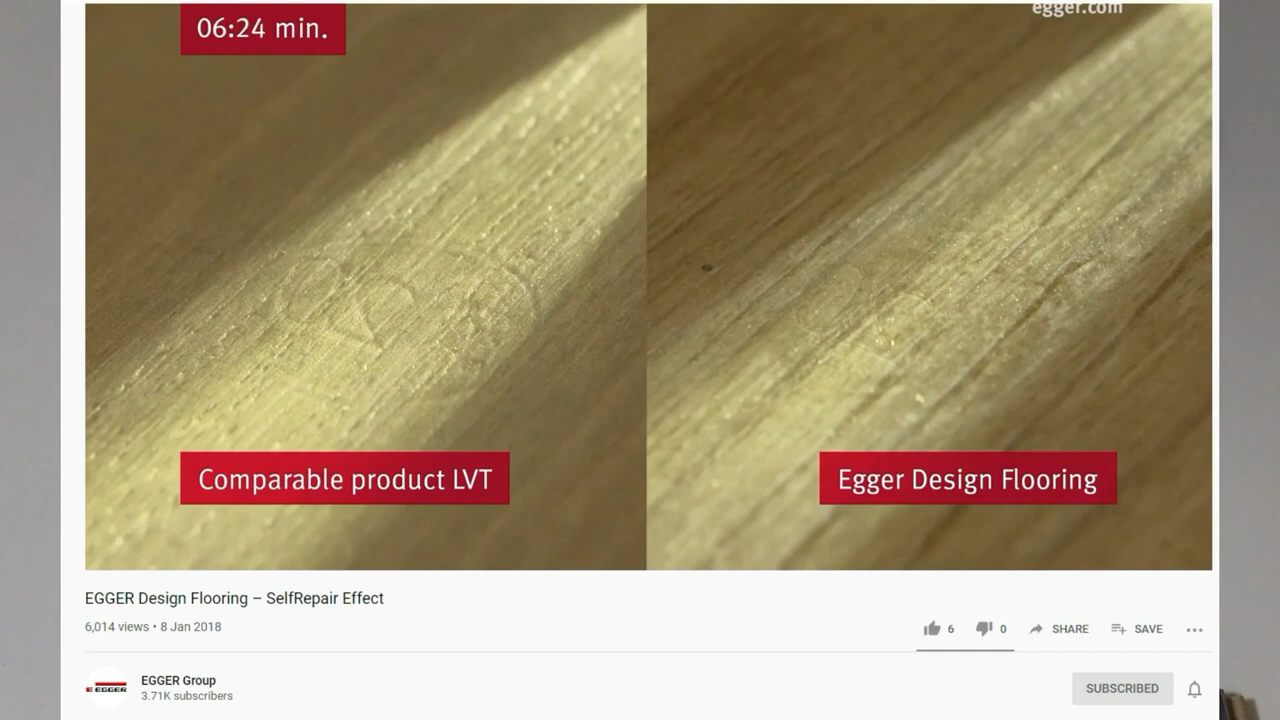 egger.com
06:24 min.
Comparable product LVT
Egger Design Flooring
EGGER Design Flooring – SelfRepair Effect
6,014 views • 8 Jan 2018
6
0
SHARE
SAVE
E EGGER
EGGER Group
3.71K subscribers
SUBSCRIBED